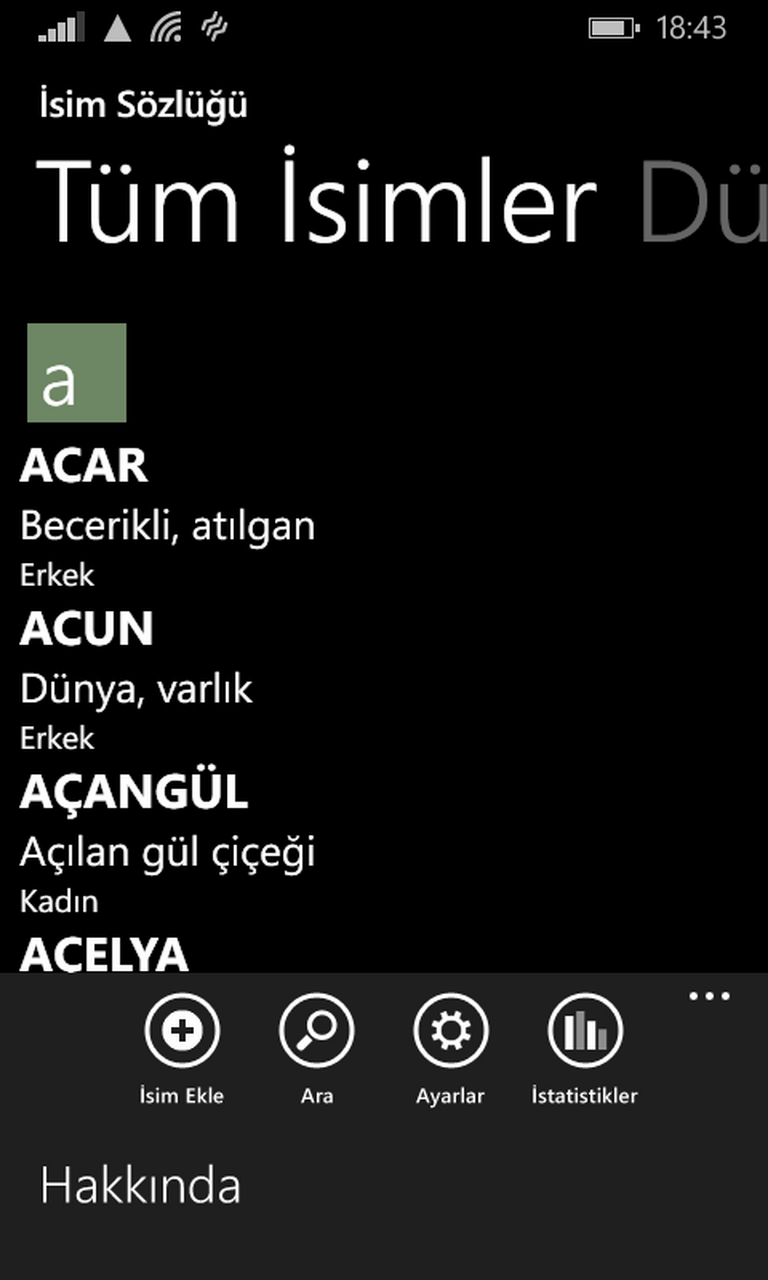 18:43
İsim Sözlüğü
Tüm İsimler Dü
a
ACAR
Becerikli, atılgan
Erkek
ACUN
Dünya, varlık
Erkek
AÇANGÜL
Açılan gül çiçeği
Kadın
AÇELYA
İsim Ekle Ara Ayarlar İstatistikler
Hakkında